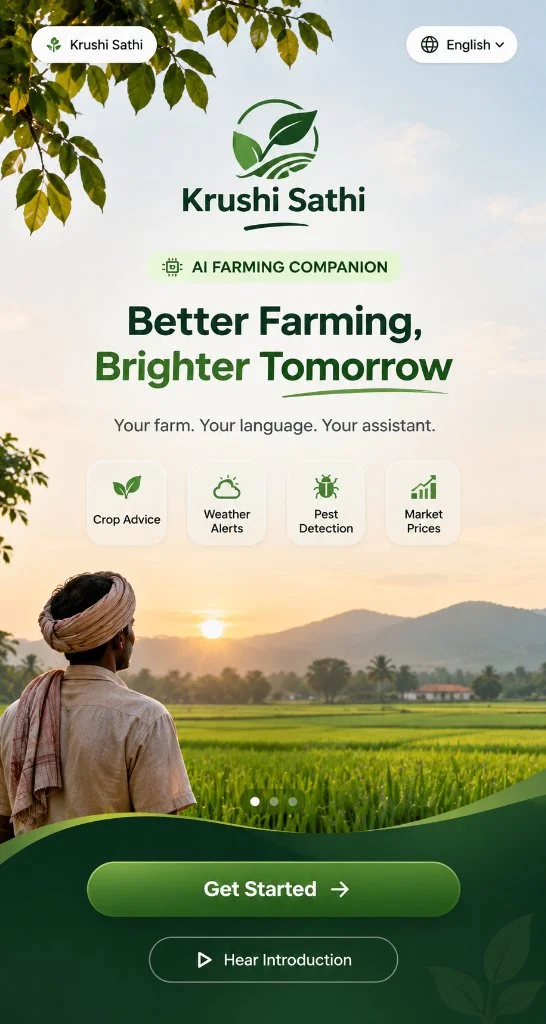 Krushi Sathi
English
Krushi Sathi
AI FARMING COMPANION
Better Farming,
Brighter Tomorrow
Your farm. Your language. Your assistant.
Crop Advice
Weather
Alerts
Pest
Detection
Market
Prices
Get Started
Hear Introduction